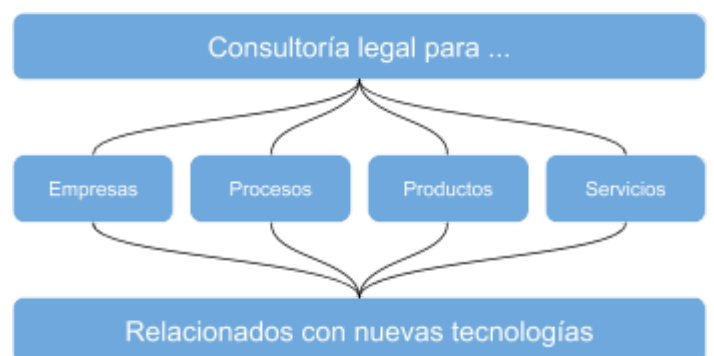 Consultoría legal para ...
Empresas
Procesos
Productos
Servicios
Relacionados con nuevas tecnologías